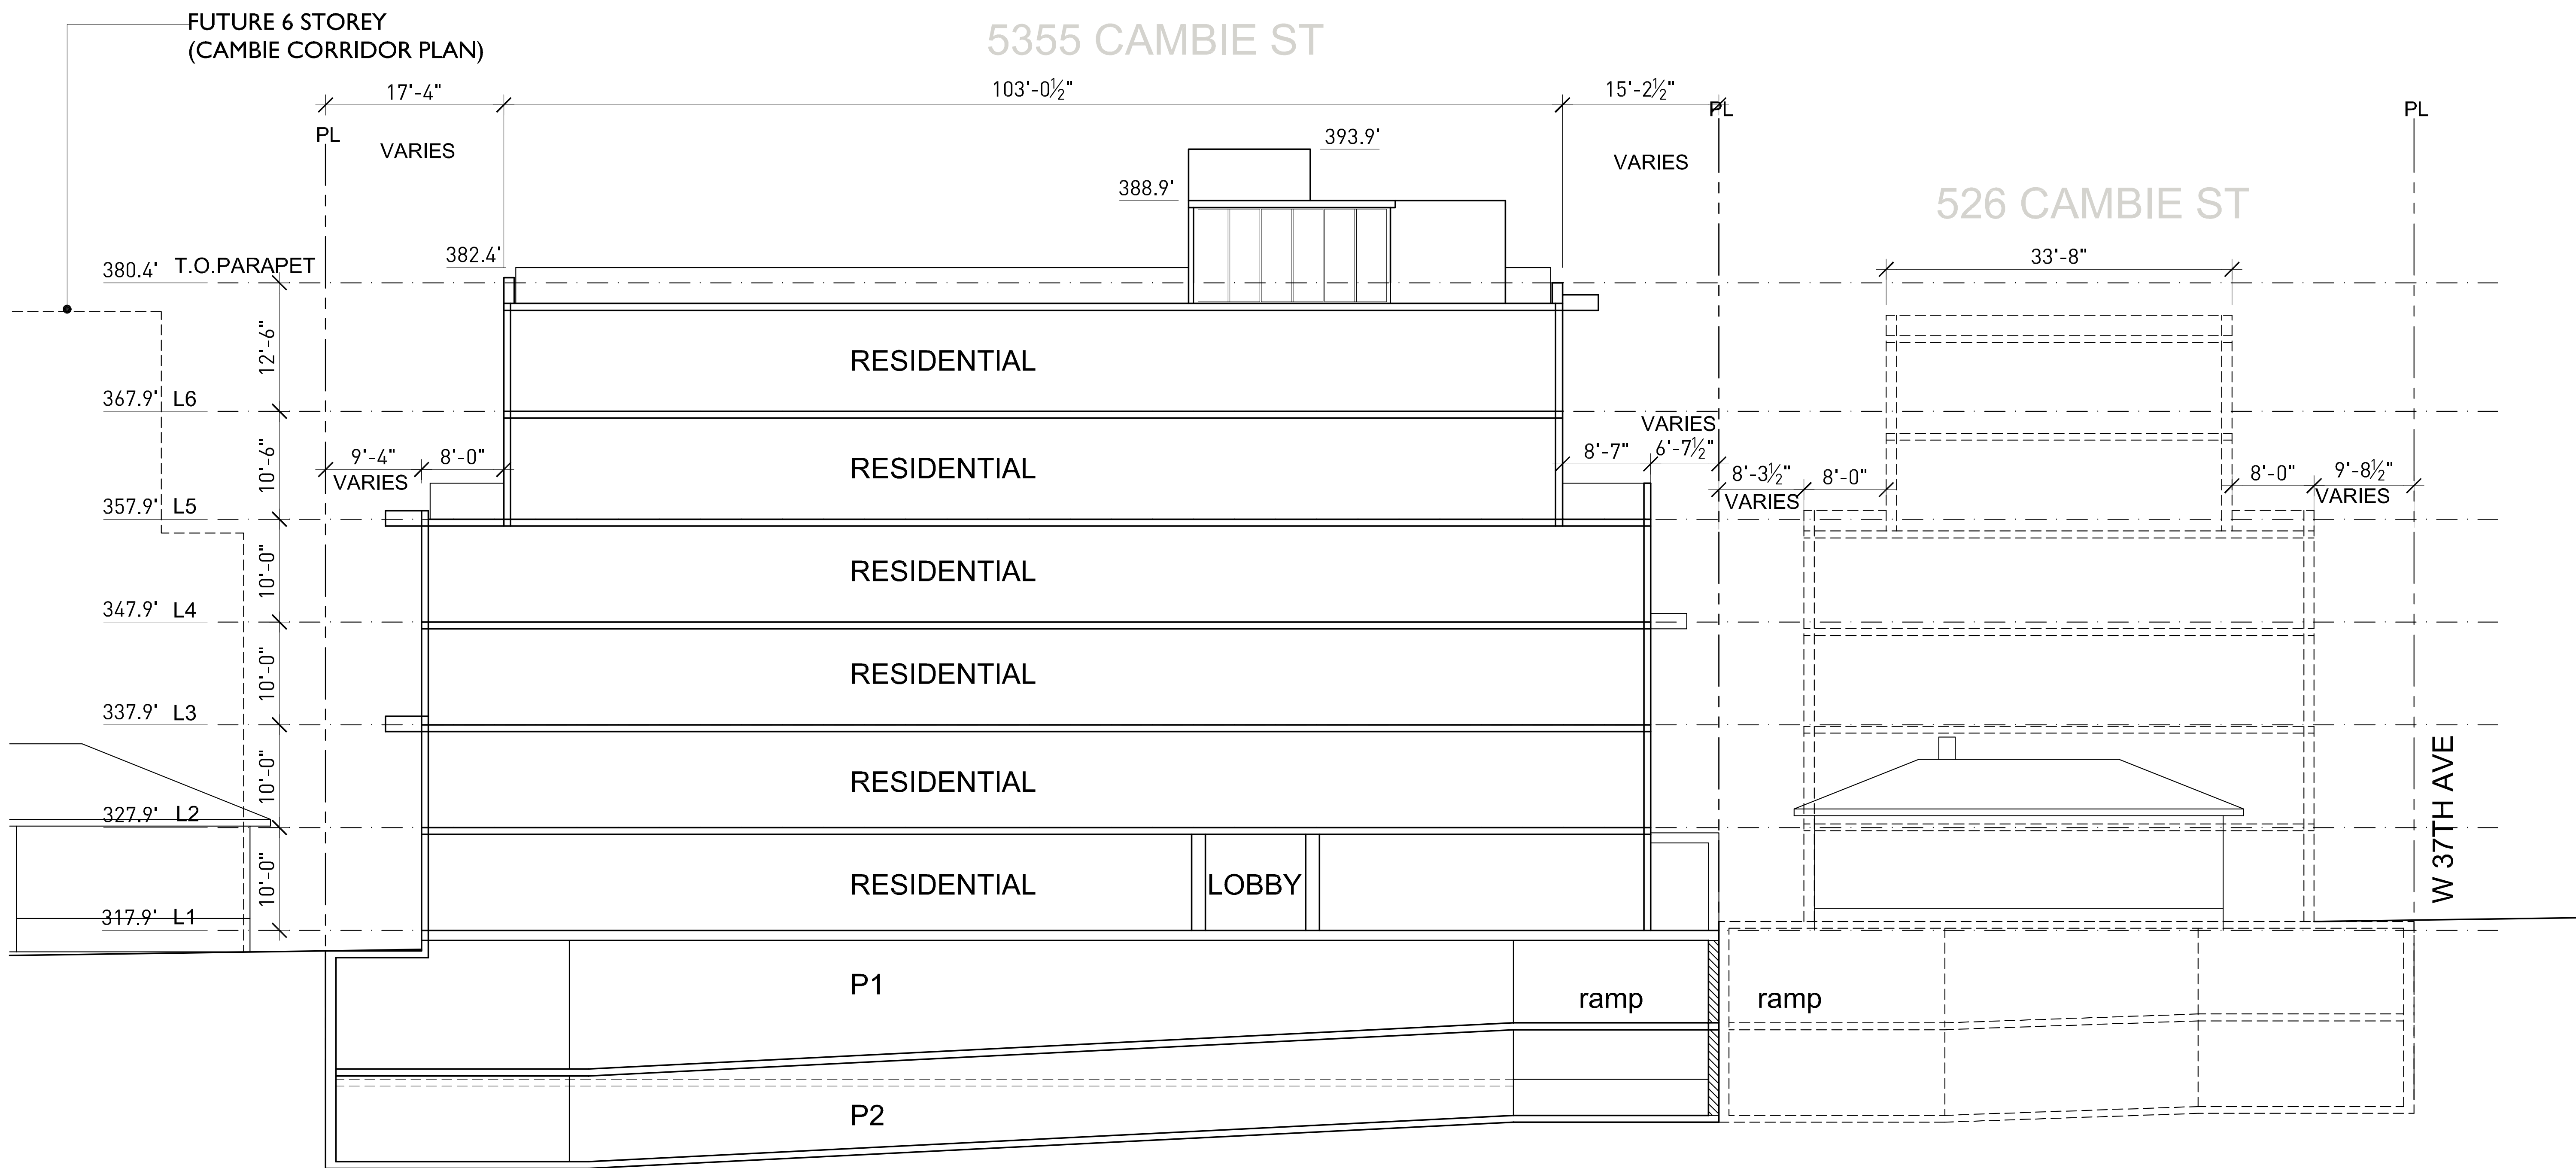 FUTURE 6 STOREY
(CAMBIE CORRIDOR PLAN)
5355 CAMBIE ST
17'-4"
103'-0½"
15'-2½"
PL
PL
PL
VARIES
VARIES
393.9'
388.9'
526 CAMBIE ST
382.4'
380.4' T.O.PARAPET
33'-8"
12'-6"
RESIDENTIAL
367.9' L6
VARIES
10'-6"
9'-4"
8'-0"
VARIES
RESIDENTIAL
8'-7"
6'-7½"
8'-3½"
8'-0"
VARIES
8'-0"
9'-8½"
VARIES
357.9' L5
10'-0"
RESIDENTIAL
347.9' L4
10'-0"
RESIDENTIAL
337.9' L3
10'-0"
RESIDENTIAL
327.9' L2
W 37TH AVE
10'-0"
RESIDENTIAL
LOBBY
317.9' L1
P1
ramp
ramp
P2